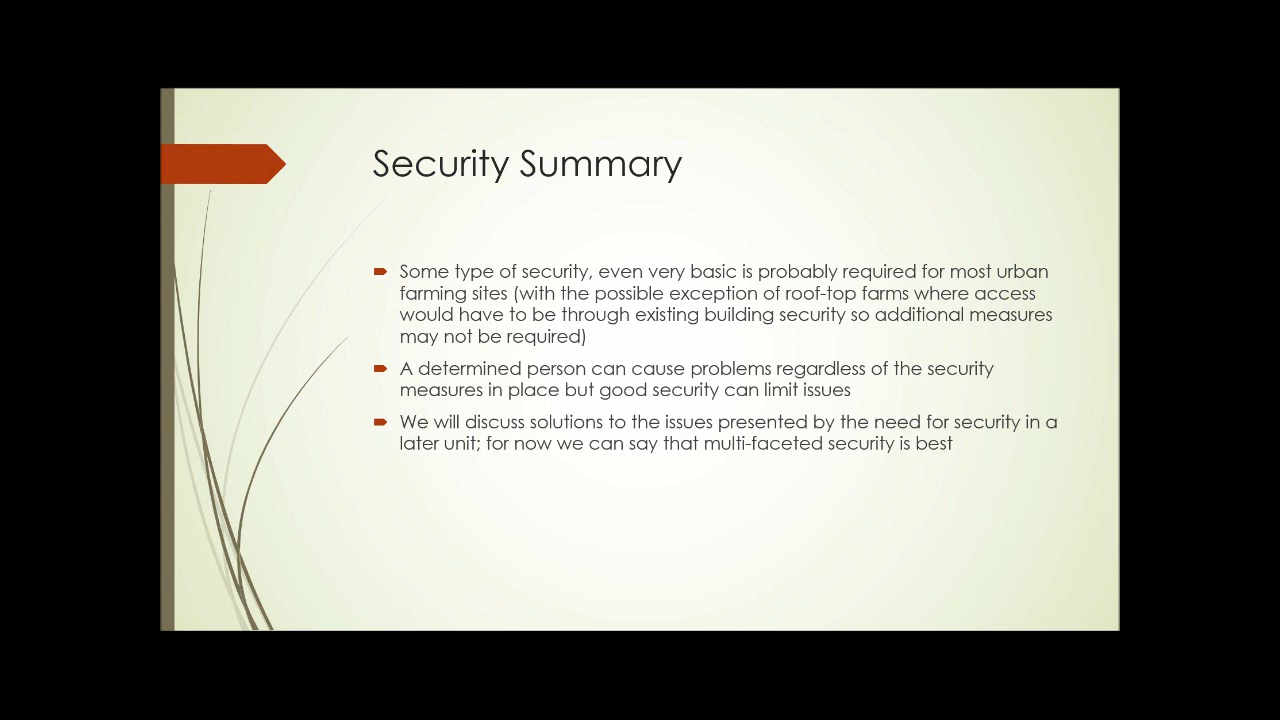 Security Summary
Some type of security, even very basic is probably required for most urban
farming sites (with the possible exception of roof-top farms where access
would have to be through existing building security so additional measures
may not be required)
A determined person can cause problems regardless of the security
measures in place but good security can limit issues
We will discuss solutions to the issues presented by the need for security in a
later unit; for now we can say that multi-faceted security is best